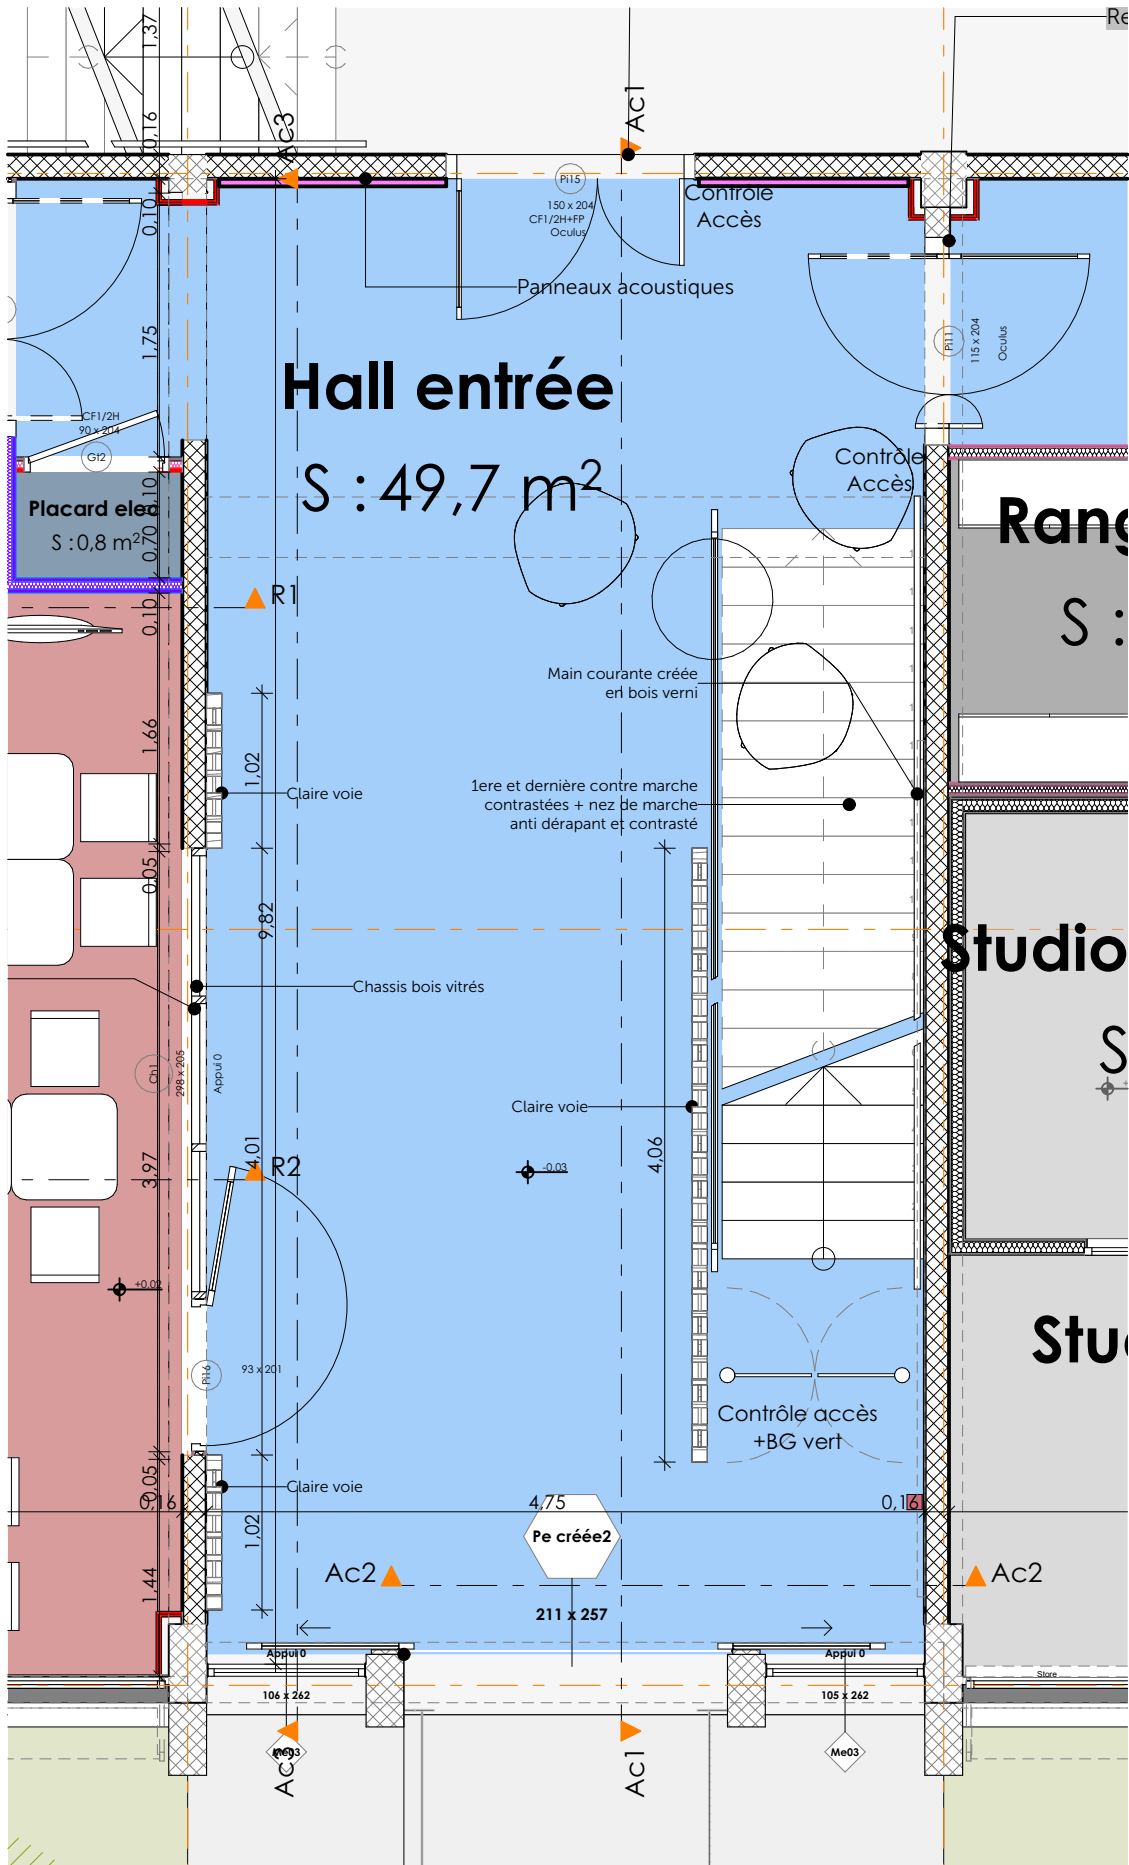 Re
1,37
0,16
Ac3
Ac1
Pi15
150 x 204
CF1/2H+FP
Oculus
Contrôle
Accès
0,10
Panneaux acoustiques
1,75
Pi11
115 x 204
Oculus
Hall entrée
S : 49,7 m²
CF1/2H
90 x 204
Gt2
Contrôle
Accès
Placard elec
S : 0,8 m²
0,10
0,70
0,10
Rang
S :
R1
Main courante créée
en bois verni
1,66
1,02
Claire voie
1ere et dernière contre marche
contrastées + nez de marche
anti dérapant et contrasté
0,05
9,82
Studio
Chassis bois vitrés
S
Ch1
298 x 205
Appui 0
Claire voie
3,97
4,01
R2
4,06
-0.03
+0.02
Stud
Pi16
93 x 201
Contrôle accès
+BG vert
0,05
Claire voie
0,16
4,75
0,16
1,02
Pe créée2
1,44
Ac2
Ac2
211 x 257
Appui 0
Appui 0
Store
106 x 262
105 x 262
Me03
Me03
Ac3
Ac1